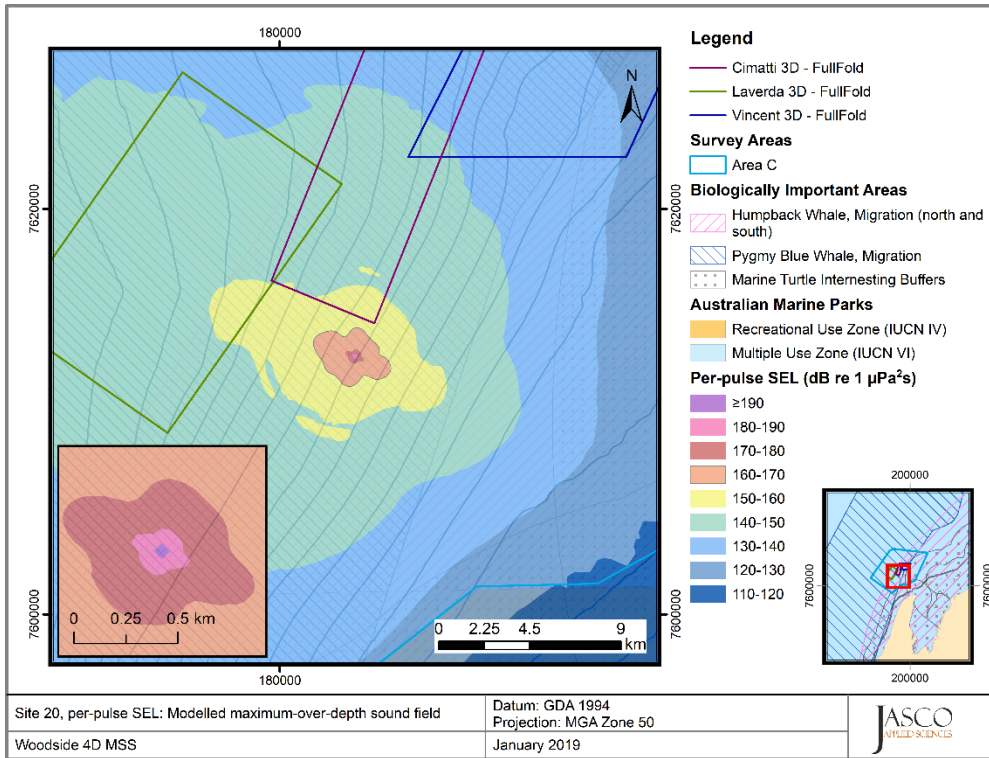 180000
N
7620000
7620000
7600000
7600000
0 0.25 0.5 km
0 2.25 4.5 9
km
180000
Legend
Cimatti 3D - FullFold
Laverda 3D - FullFold
Vincent 3D - FullFold
Survey Areas
Area C
Biologically Important Areas
Humpback Whale, Migration (north and
south)
Pygmy Blue Whale, Migration
Marine Turtle Internesting Buffers
Australian Marine Parks
Recreational Use Zone (IUCN IV)
Multiple Use Zone (IUCN VI)
Per-pulse SEL (dB re 1 µPa²s)
≥190
180-190
170-180
160-170
150-160
140-150
130-140
120-130
110-120
200000
7600000
7600000
200000
Site 20, per-pulse SEL: Modelled maximum-over-depth sound field
Datum: GDA 1994
Projection: MGA Zone 50
Woodside 4D MSS
January 2019
JASCO
APPLIED SCIENCES